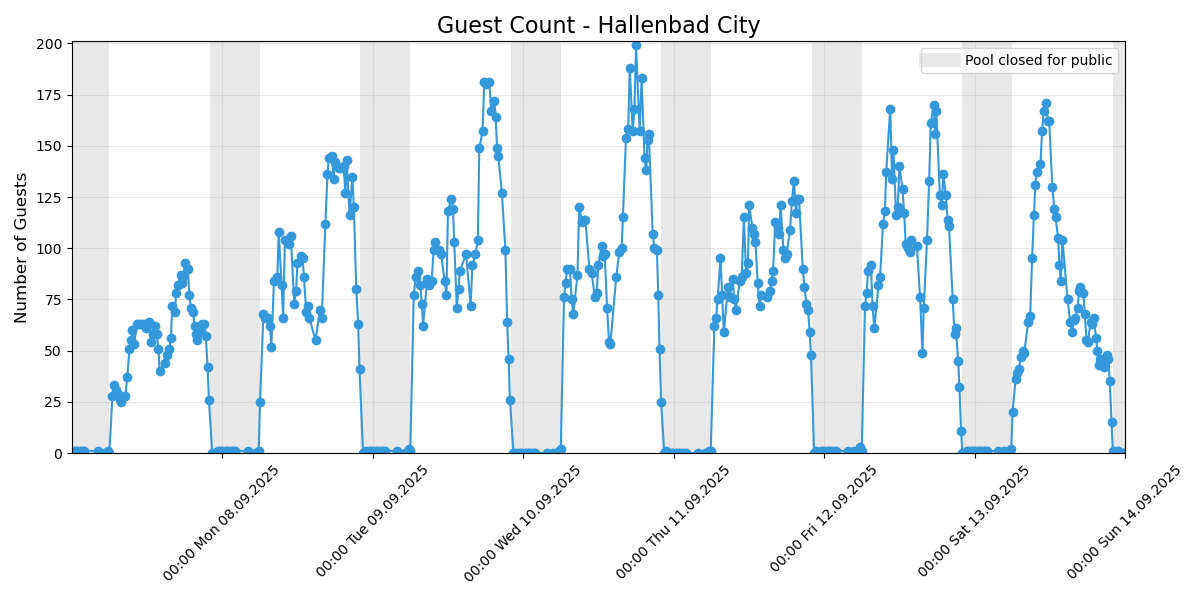 Guest Count - Hallenbad City
Pool closed for public
Number of Guests
200
175
150
125
100
75
50
25
0
00:00 Mon 08.09.2025
00:00 Tue 09.09.2025
00:00 Wed 10.09.2025
00:00 Thu 11.09.2025
00:00 Fri 12.09.2025
00:00 Sat 13.09.2025
00:00 Sun 14.09.2025